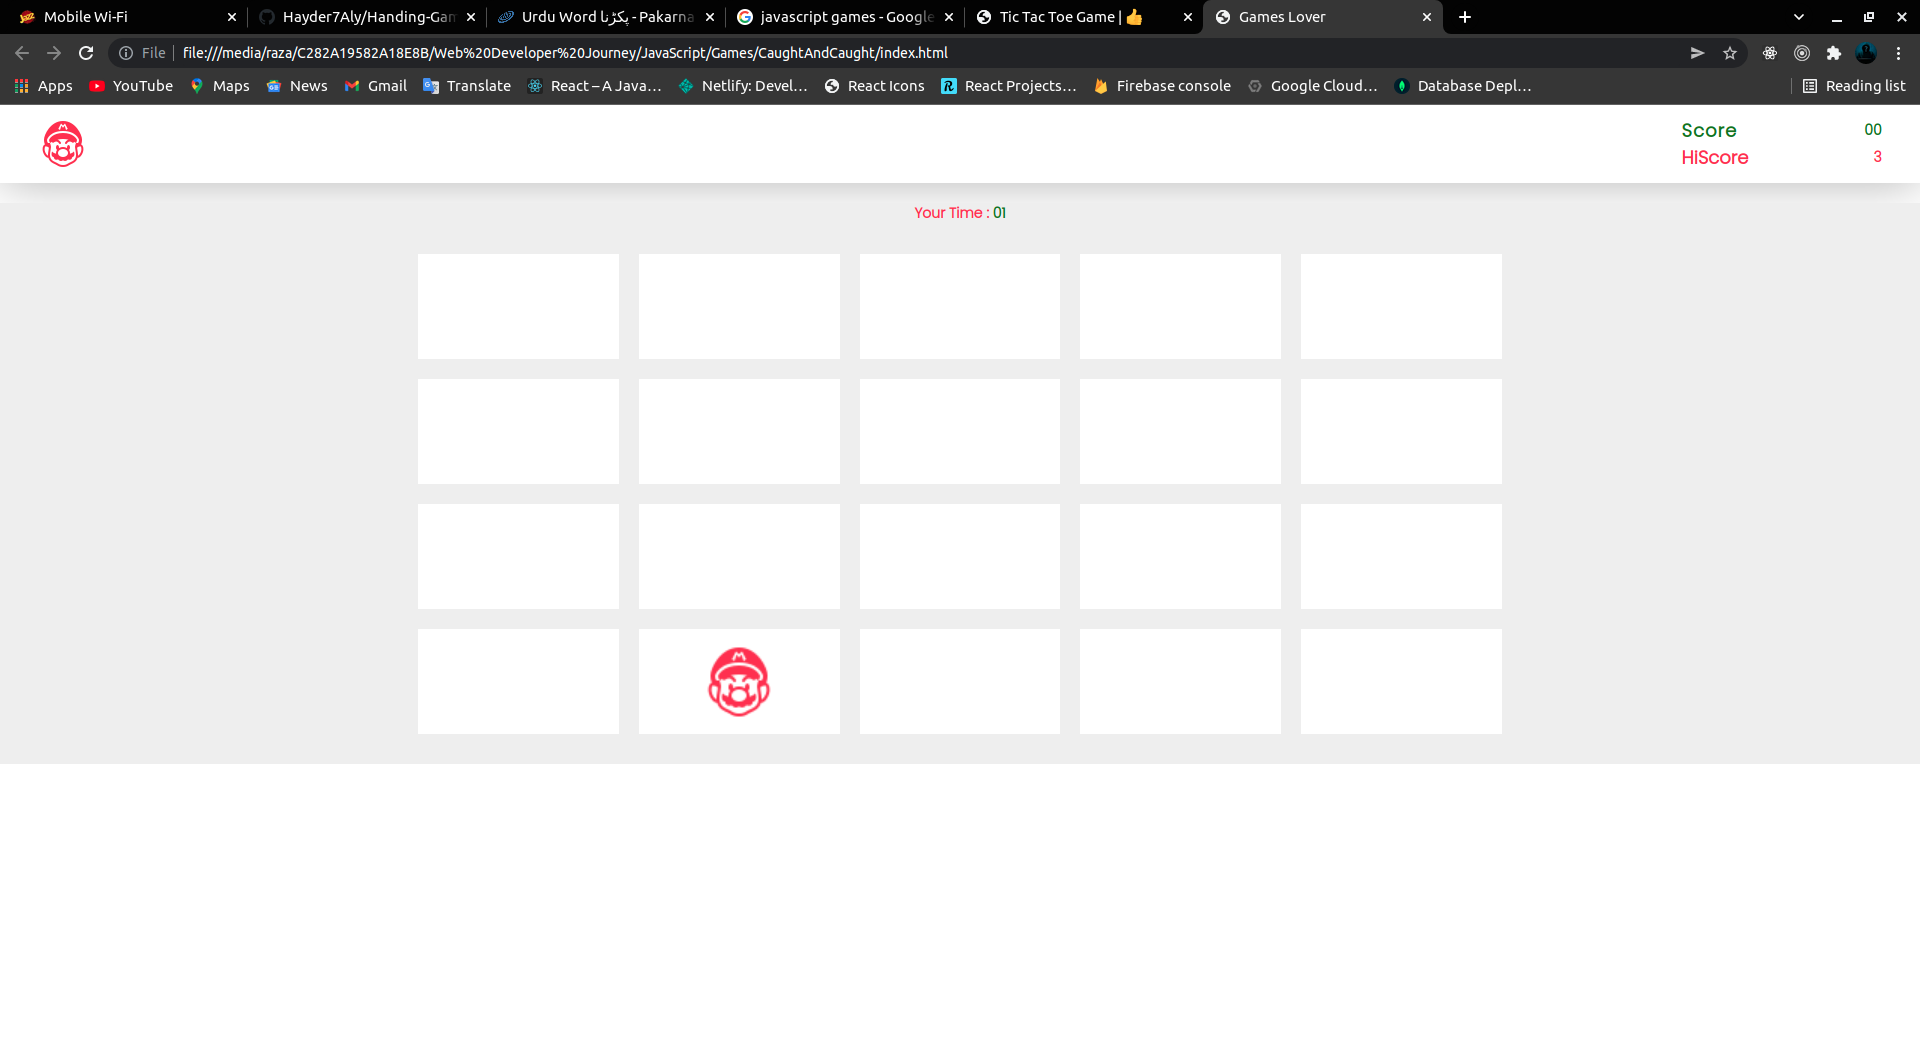 Mobile Wi-Fi
Hayder7Aly/Handing-Gam
Urdu Word پکڑنا - Pakarna
javascript games - Google
Tic Tac Toe Game | 👍
Games Lover
File
file:///media/raza/C282A19582A18E8B/Web%20Developer%20Journey/JavaScript/Games/CaughtAndCaught/index.html
Apps YouTube Maps News Gmail Translate React – A Java… Netlify: Devel… React Icons React Projects… Firebase console Google Cloud… Database Depl… Reading list
Score 00
HiScore 3
Your Time : 01